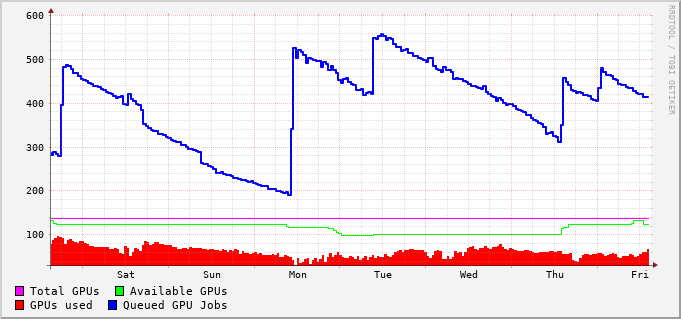 600
500
400
300
200
100
Sat Sun Mon Tue Wed Thu Fri
Total GPUs Available GPUs
GPUs used Queued GPU Jobs
RRDTOOL / TOBI OETIKER